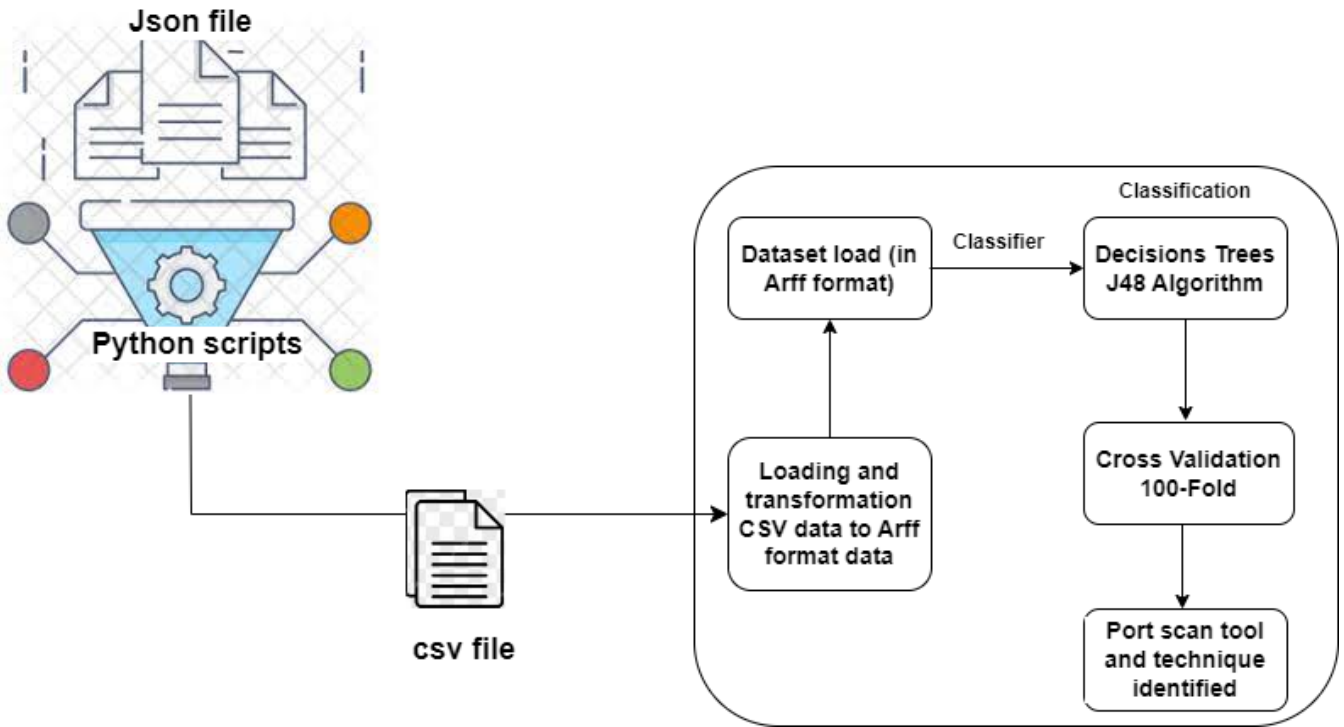 Json file
Python scripts
csv file
Loading and
transformation
CSV data to Arff
format data
Dataset load (in
Arff format)
Classifier
Classification
Decisions Trees
J48 Algorithm
Cross Validation
100-Fold
Port scan tool
and technique
identified